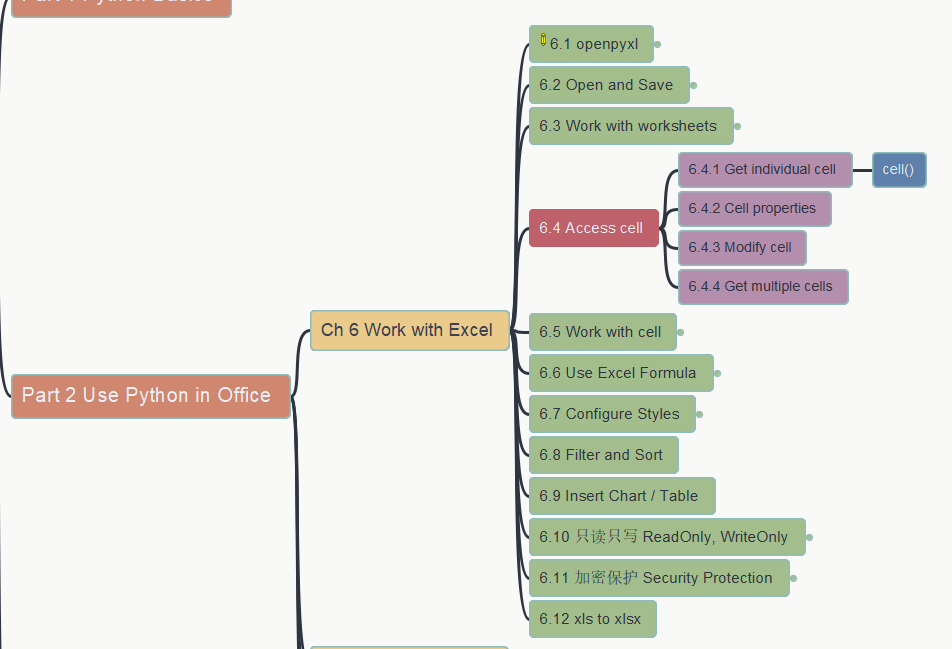 Part 1 Python Basics
6.1 openpyxl
6.2 Open and Save
6.3 Work with worksheets
6.4 Access cell
6.4.1 Get individual cell
cell()
6.4.2 Cell properties
6.4.3 Modify cell
6.4.4 Get multiple cells
Ch 6 Work with Excel
Part 2 Use Python in Office
6.5 Work with cell
6.6 Use Excel Formula
6.7 Configure Styles
6.8 Filter and Sort
6.9 Insert Chart / Table
6.10 只读只写 ReadOnly, WriteOnly
6.11 加密保护 Security Protection
6.12 xls to xlsx